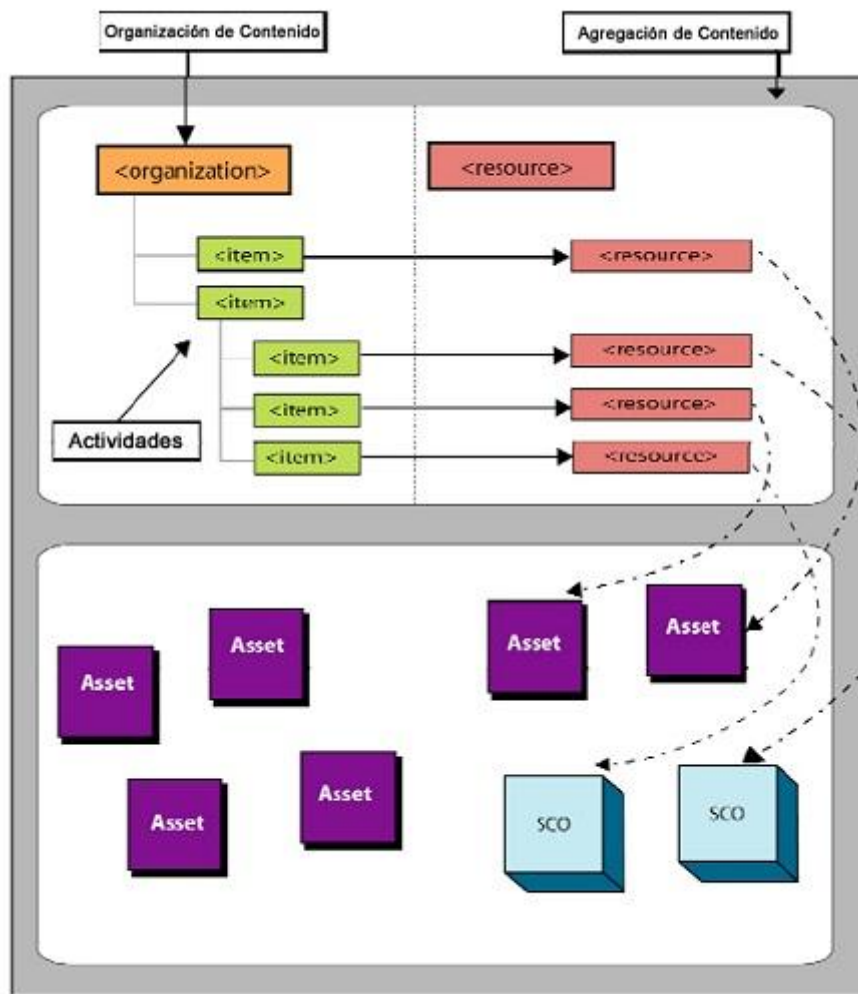 Organización de Contenido
Agregación de Contenido
<organization>
<resource>
<item>
<resource>
<item>
<item>
<resource>
<item>
<resource>
<item>
<resource>
Actividades
Asset
Asset
Asset
Asset
Asset
Asset
SCO
SCO